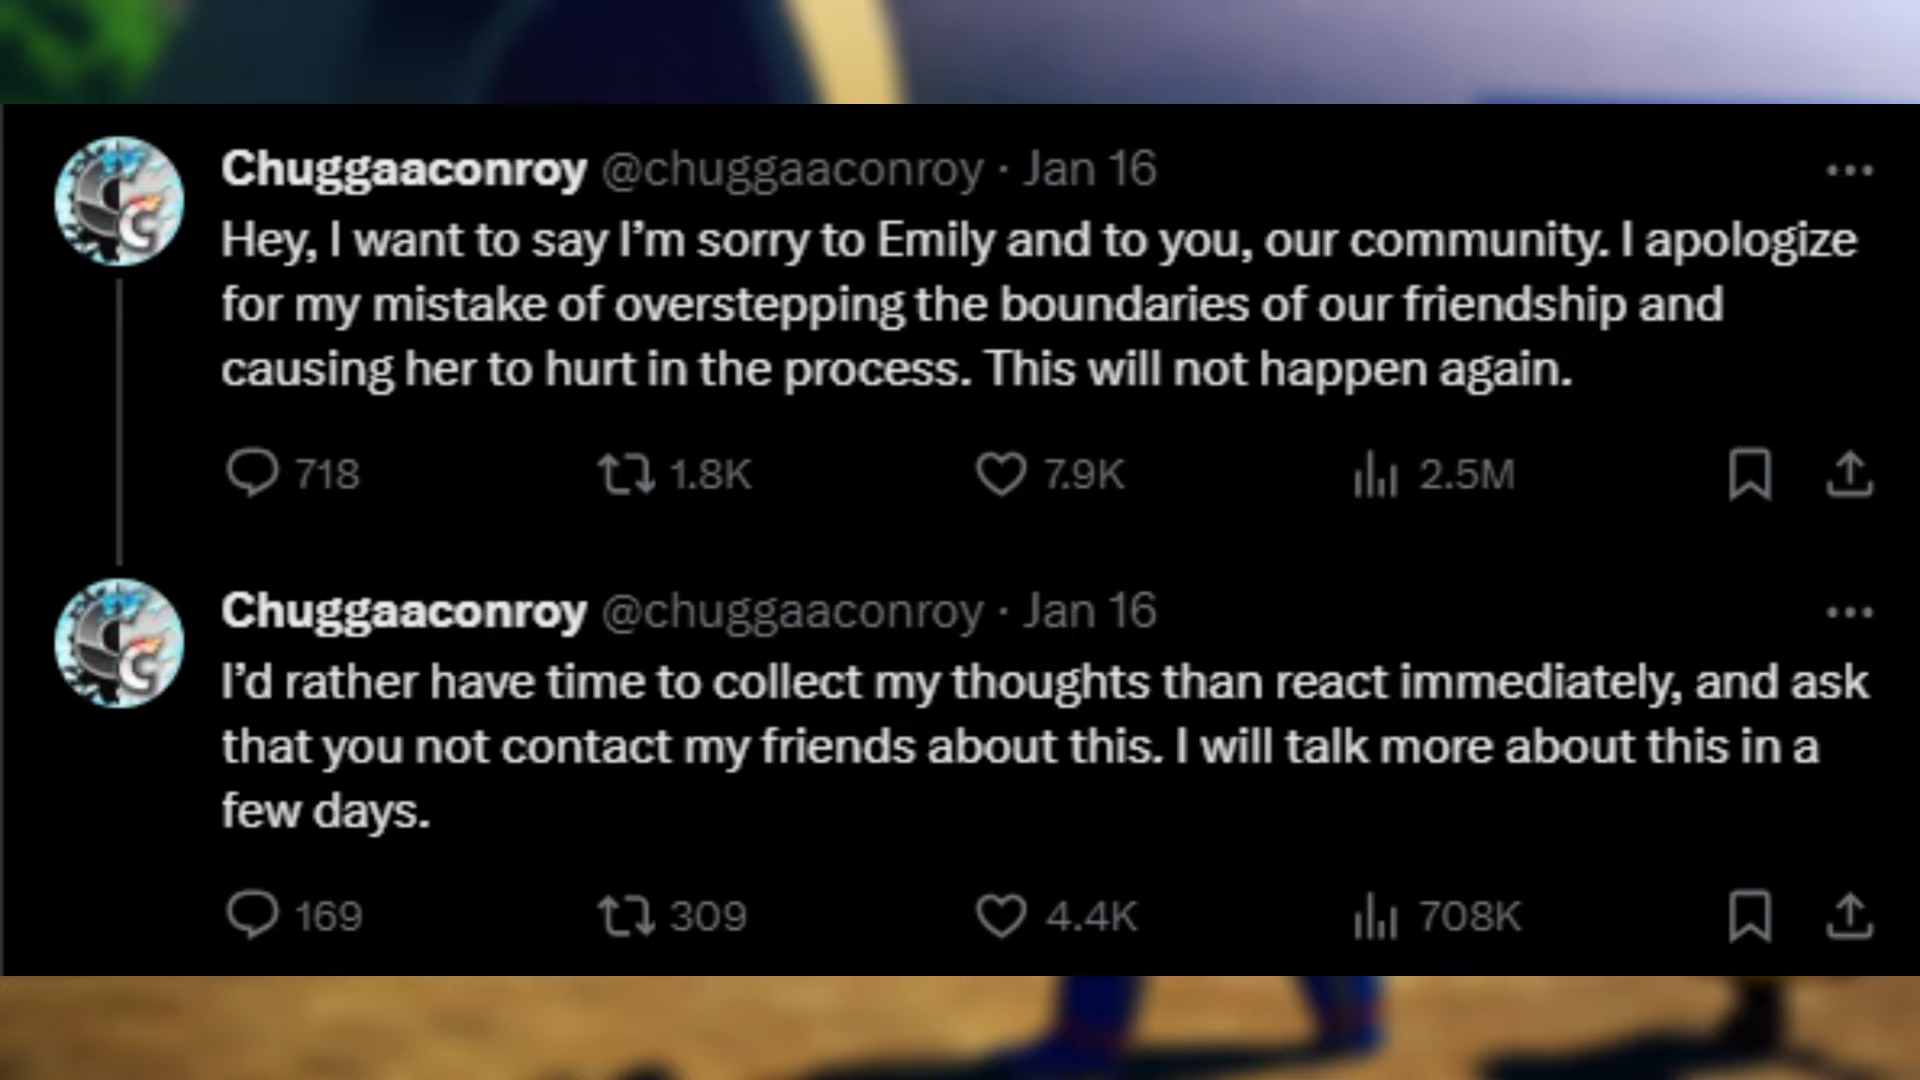 Chuggaaconroy @chuggaaconroy · Jan 16
Hey, I want to say I’m sorry to Emily and to you, our community. I apologize
for my mistake of overstepping the boundaries of our friendship and
causing her to hurt in the process. This will not happen again.
718 1.8K 7.9K 2.5M
Chuggaaconroy @chuggaaconroy · Jan 16
I’d rather have time to collect my thoughts than react immediately, and ask
that you not contact my friends about this. I will talk more about this in a
few days.
169 309 4.4K 708K